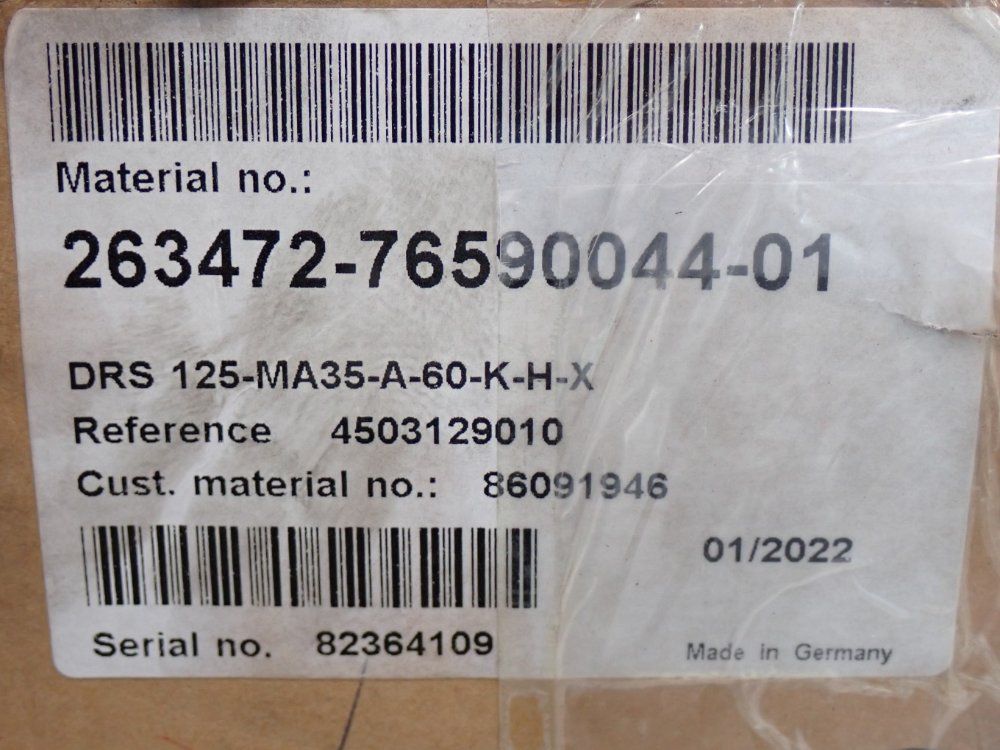 Material no.:
263472-76590044-01
DRS 125-MA35-A-60-K-H-X
Reference 4503129010
Cust. material no.: 86091946
01/2022
Serial no. 82364109
Made in Germany